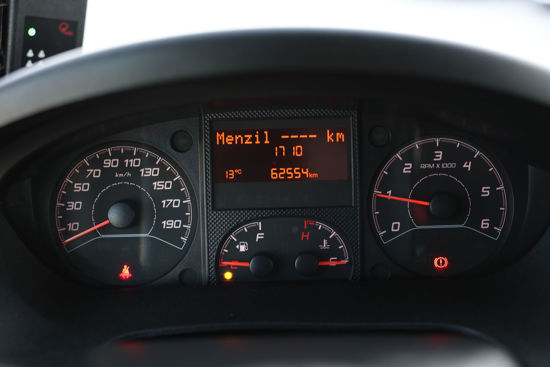 Menzil ---- km
17 10
13°C 62554km
10 30 50 70 90 110 130 150 170 190
km/h
F
E
H
C
RPM x 1000
0 1 2 3 4 5 6